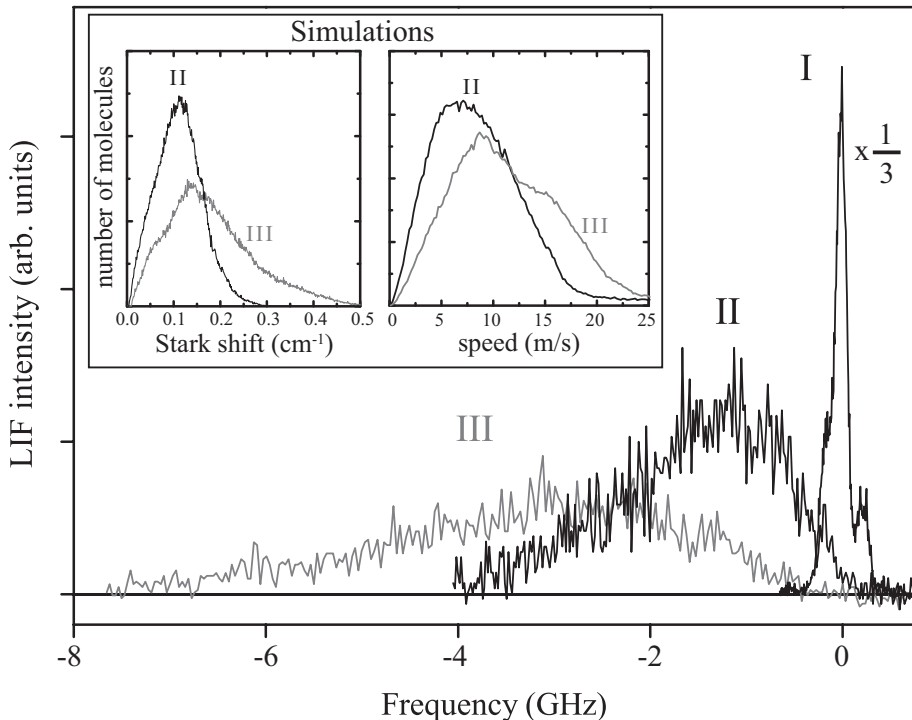 Simulations
number of molecules
II
III
0.0 0.1 0.2 0.3 0.4 0.5
Stark shift (cm⁻¹)
II
III
0 5 10 15 20 25
speed (m/s)
I
x 1/3
II
III
LIF intensity (arb. units)
-8 -6 -4 -2 0
Frequency (GHz)